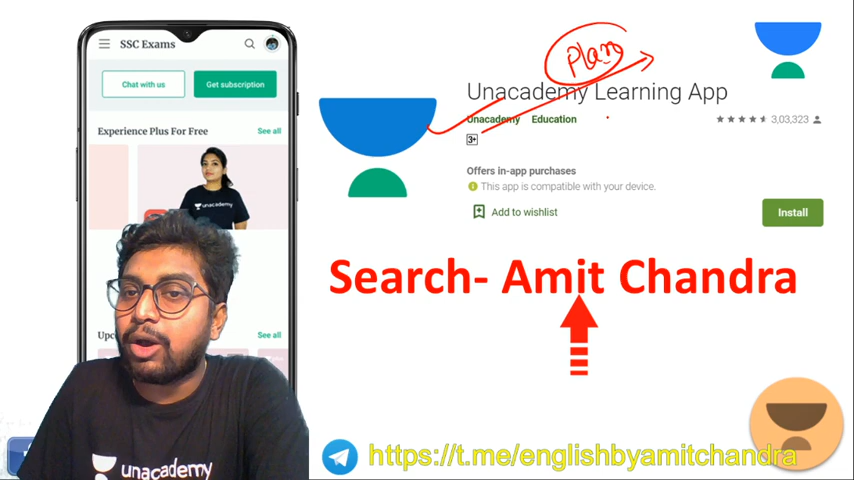 SSC Exams
Chat with us
Get subscription
Experience Plus For Free
See all
unacademy
See all
unacademy
Plan
Unacademy Learning App
Unacademy Education
3,03,323
3+
Offers in-app purchases
This app is compatible with your device.
Add to wishlist
Install
Search- Amit Chandra
https://t.me/englishbyamitchandra